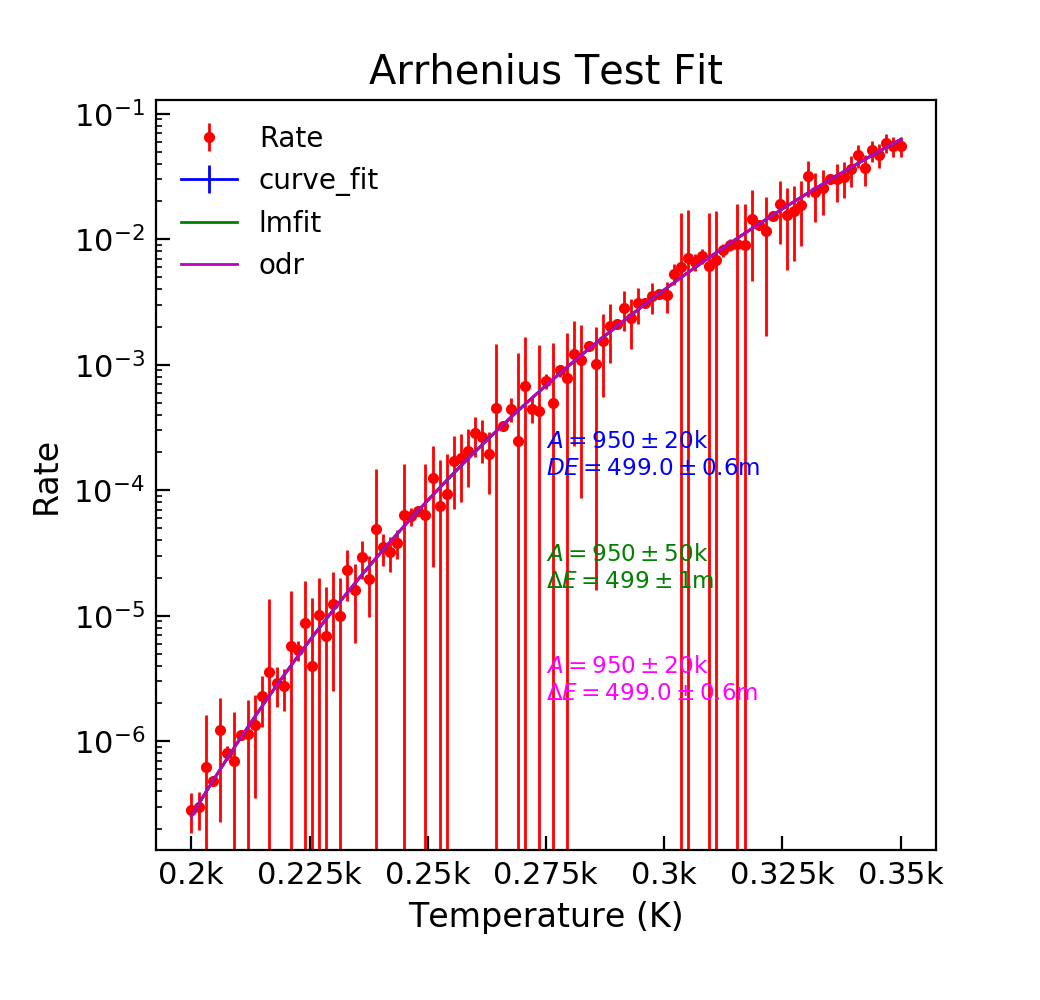 Arrhenius Test Fit
10⁻¹
10⁻²
10⁻³
10⁻⁴
10⁻⁵
10⁻⁶
Rate
Rate
curve_fit
lmfit
odr
A = 950 ± 20k
DE = 499.0 ± 0.6m
A = 950 ± 50k
ΔE = 499 ± 1m
A = 950 ± 20k
ΔE = 499.0 ± 0.6m
0.2k 0.225k 0.25k 0.275k 0.3k 0.325k 0.35k
Temperature (K)